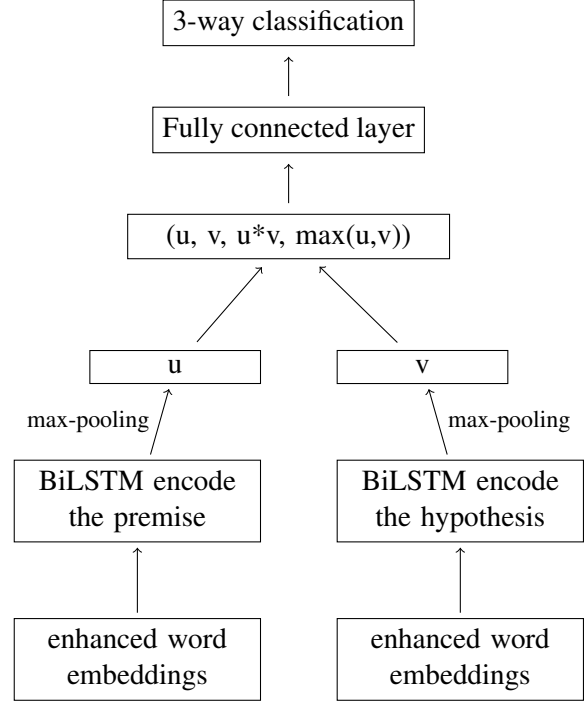 3-way classification
Fully connected layer
(u, v, u*v, max(u,v))
u
v
max-pooling
max-pooling
BiLSTM encode
the premise
BiLSTM encode
the hypothesis
enhanced word
embeddings
enhanced word
embeddings